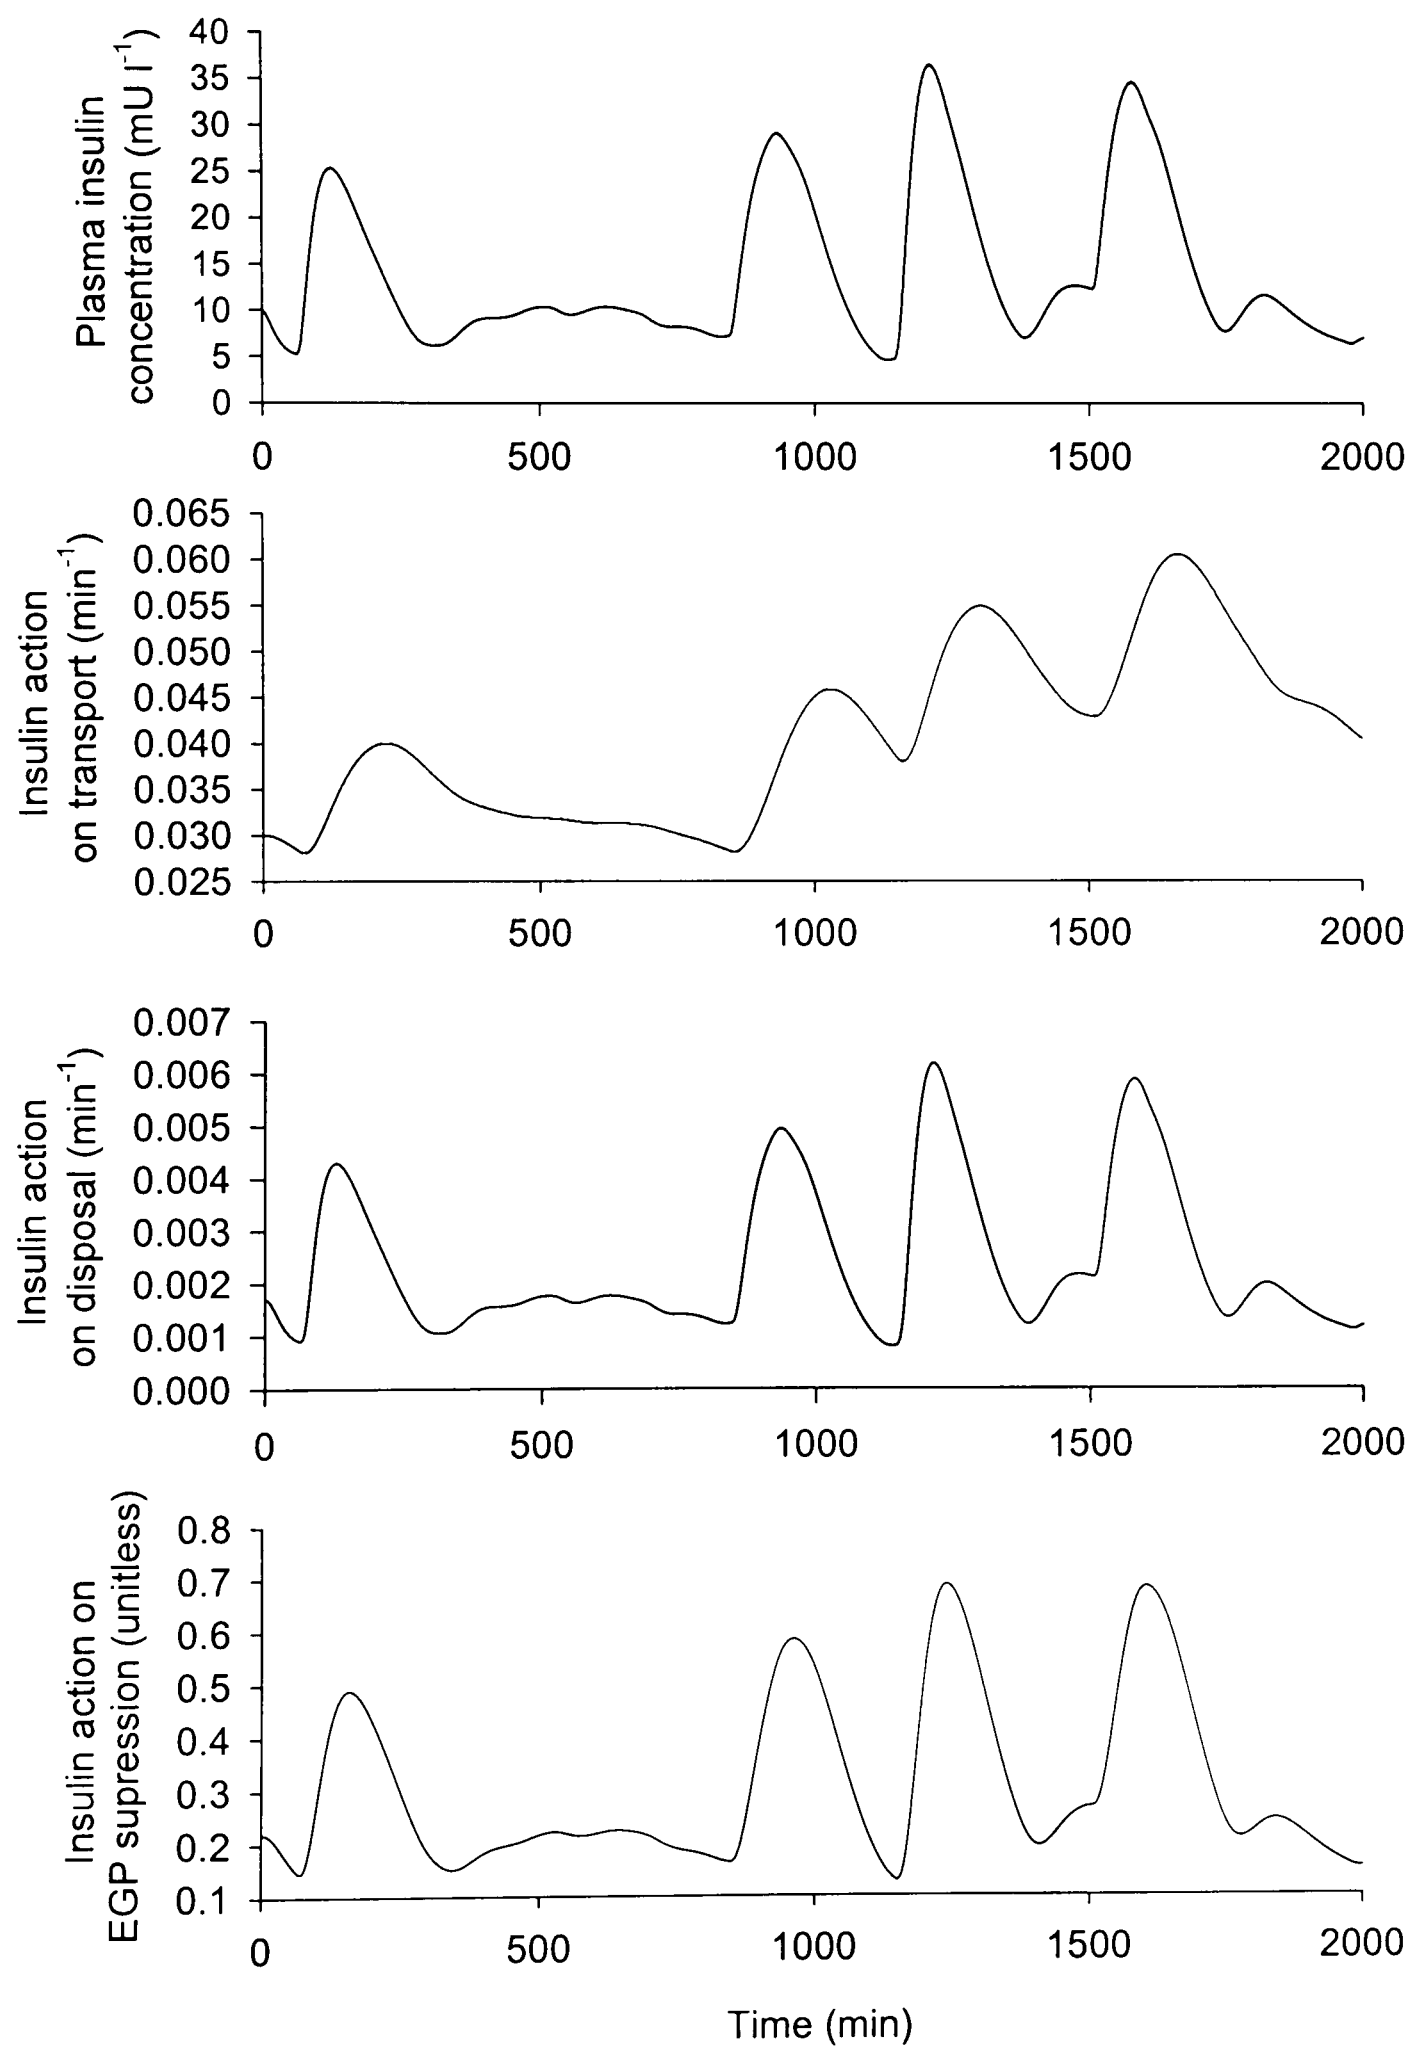 Plasma insulin
concentration (mU l⁻¹)
40
35
30
25
20
15
10
5
0
0 500 1000 1500 2000
Insulin action
on transport (min⁻¹)
0.065
0.060
0.055
0.050
0.045
0.040
0.035
0.030
0.025
0 500 1000 1500 2000
Insulin action
on disposal (min⁻¹)
0.007
0.006
0.005
0.004
0.003
0.002
0.001
0.000
0 500 1000 1500 2000
Insulin action on
EGP supression (unitless)
0.8
0.7
0.6
0.5
0.4
0.3
0.2
0.1
0 500 1000 1500 2000
Time (min)